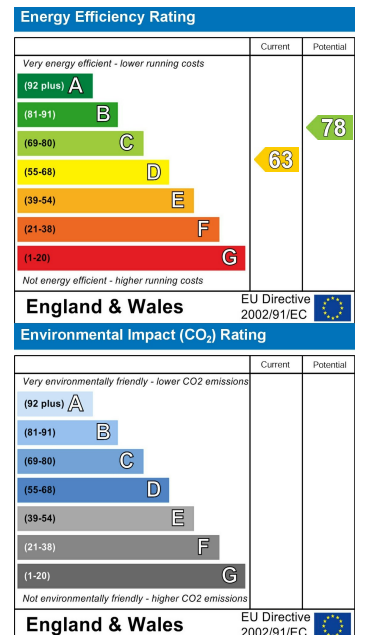 Energy Efficiency Rating
Current Potential
Very energy efficient - lower running costs
(92 plus) A
(81-91) B
78
(69-80) C
63
(55-68) D
(39-54) E
(21-38) F
(1-20) G
Not energy efficient - higher running costs
England & Wales
EU Directive
2002/91/EC
Environmental Impact (CO₂) Rating
Current Potential
Very environmentally friendly - lower CO2 emissions
(92 plus) A
(81-91) B
(69-80) C
(55-68) D
(39-54) E
(21-38) F
(1-20) G
Not environmentally friendly - higher CO2 emissions
England & Wales
EU Directive
2002/91/EC